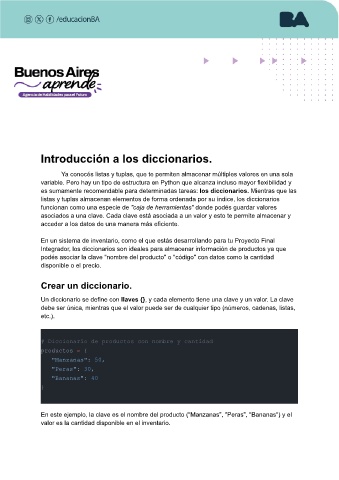 /educacionBA
BA
Buenos Aires
aprende
Agencia de Habilidades para el Futuro
Introducción a los diccionarios.
Ya conocés listas y tuplas, que te permiten almacenar múltiples valores en una sola
variable. Pero hay un tipo de estructura en Python que alcanza incluso mayor flexibilidad y
es sumamente recomendable para determinadas tareas: los diccionarios. Mientras que las
listas y tuplas almacenan elementos de forma ordenada por su índice, los diccionarios
funcionan como una especie de "caja de herramientas" donde podés guardar valores
asociados a una clave. Cada clave está asociada a un valor y esto te permite almacenar y
acceder a los datos de una manera más eficiente.
En un sistema de inventario, como el que estás desarrollando para tu Proyecto Final
Integrador, los diccionarios son ideales para almacenar información de productos ya que
podés asociar la clave "nombre del producto" o "código" con datos como la cantidad
disponible o el precio.
Crear un diccionario.
Un diccionario se define con llaves {}, y cada elemento tiene una clave y un valor. La clave
debe ser única, mientras que el valor puede ser de cualquier tipo (números, cadenas, listas,
etc.).
# Diccionario de productos con nombre y cantidad
productos = {
"Manzanas": 50,
"Peras": 30,
"Bananas": 40
}
En este ejemplo, la clave es el nombre del producto ("Manzanas", "Peras", "Bananas") y el
valor es la cantidad disponible en el inventario.